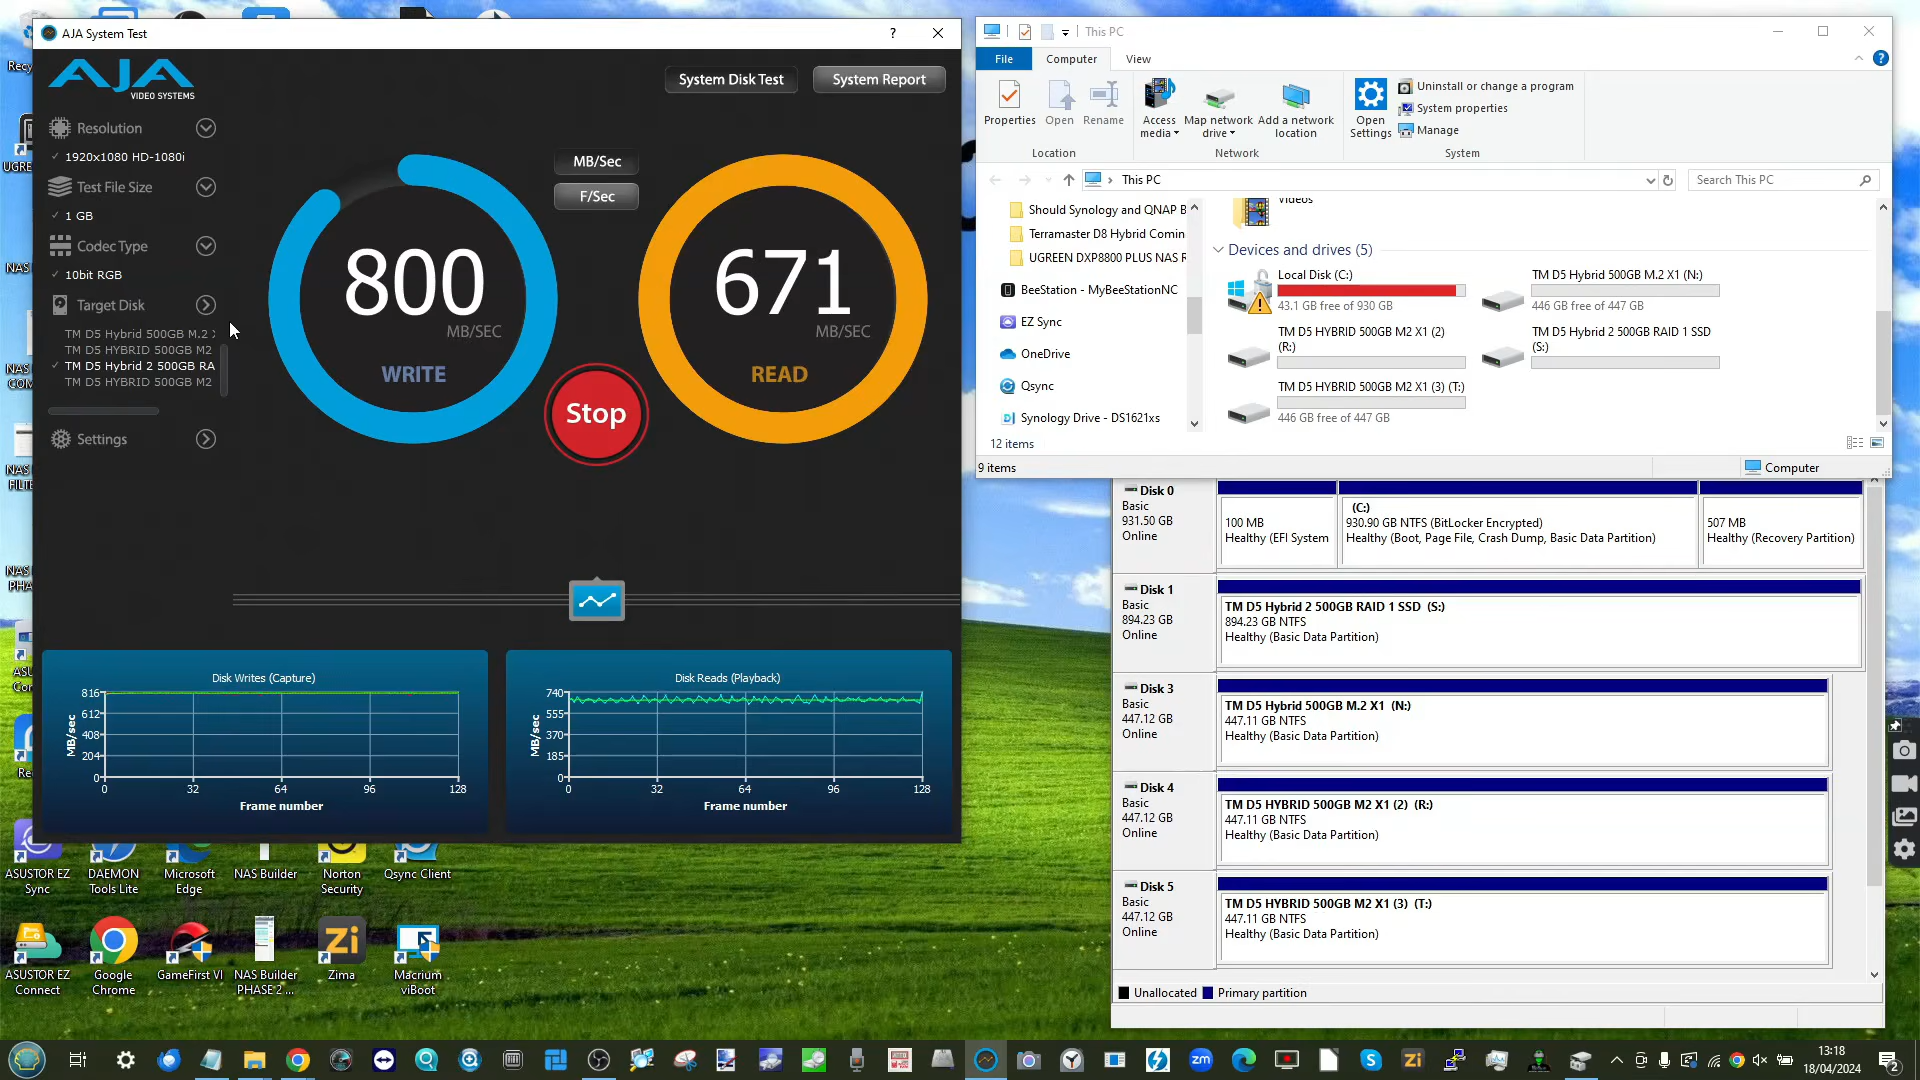 AJA System Test
?
AJA
VIDEO SYSTEMS
System Disk Test
System Report
Resolution
✓ 1920x1080 HD-1080i
Test File Size
✓ 1 GB
Codec Type
✓ 10bit RGB
Target Disk
TM D5 Hybrid 500GB M.2
TM D5 HYBRID 500GB M2
✓ TM D5 Hybrid 2 500GB RA
TM D5 HYBRID 500GB M2
Settings
MB/Sec
F/Sec
800
MB/SEC
WRITE
671
MB/SEC
READ
Stop
Disk Writes (Capture)
MB/sec
816
612
408
204
0
0 32 64 96 128
Frame number
Disk Reads (Playback)
MB/sec
740
555
370
185
0
0 32 64 96 128
Frame number
This PC
File
Computer
View
Properties
Open
Rename
Access media
Map network drive
Add a network location
Open Settings
Uninstall or change a program
System properties
Manage
Location
Network
System
This PC
Search This PC
Should Synology and QNAP B
Terramaster D8 Hybrid Comin
UGREEN DXP8800 PLUS NAS R
BeeStation - MyBeeStationNC
EZ Sync
OneDrive
Qsync
Synology Drive - DS1621xs
Videos
Devices and drives (5)
Local Disk (C:)
43.1 GB free of 930 GB
TM D5 Hybrid 500GB M.2 X1 (N:)
446 GB free of 447 GB
TM D5 HYBRID 500GB M2 X1 (2)
(R:)
TM D5 Hybrid 2 500GB RAID 1 SSD
(S:)
TM D5 HYBRID 500GB M2 X1 (3) (T:)
446 GB free of 447 GB
12 items
9 items
Computer
Disk 0
Basic
931.50 GB
Online
100 MB
Healthy (EFI System
(C:)
930.90 GB NTFS (BitLocker Encrypted)
Healthy (Boot, Page File, Crash Dump, Basic Data Partition)
507 MB
Healthy (Recovery Partition)
Disk 1
Basic
894.23 GB
Online
TM D5 Hybrid 2 500GB RAID 1 SSD (S:)
894.23 GB NTFS
Healthy (Basic Data Partition)
Disk 3
Basic
447.12 GB
Online
TM D5 Hybrid 500GB M.2 X1 (N:)
447.11 GB NTFS
Healthy (Basic Data Partition)
Disk 4
Basic
447.12 GB
Online
TM D5 HYBRID 500GB M2 X1 (2) (R:)
447.11 GB NTFS
Healthy (Basic Data Partition)
Disk 5
Basic
447.12 GB
Online
TM D5 HYBRID 500GB M2 X1 (3) (T:)
447.11 GB NTFS
Healthy (Basic Data Partition)
Unallocated
Primary partition
ASUSTOR EZ Sync
DAEMON Tools Lite
Microsoft Edge
NAS Builder
Norton Security
Qsync Client
ASUSTOR EZ Connect
Google Chrome
GameFirst VI
NAS Builder PHASE 2 ...
Zi
Zima
Macrium viBoot
zm
Zi
13:18
18/04/2024
2